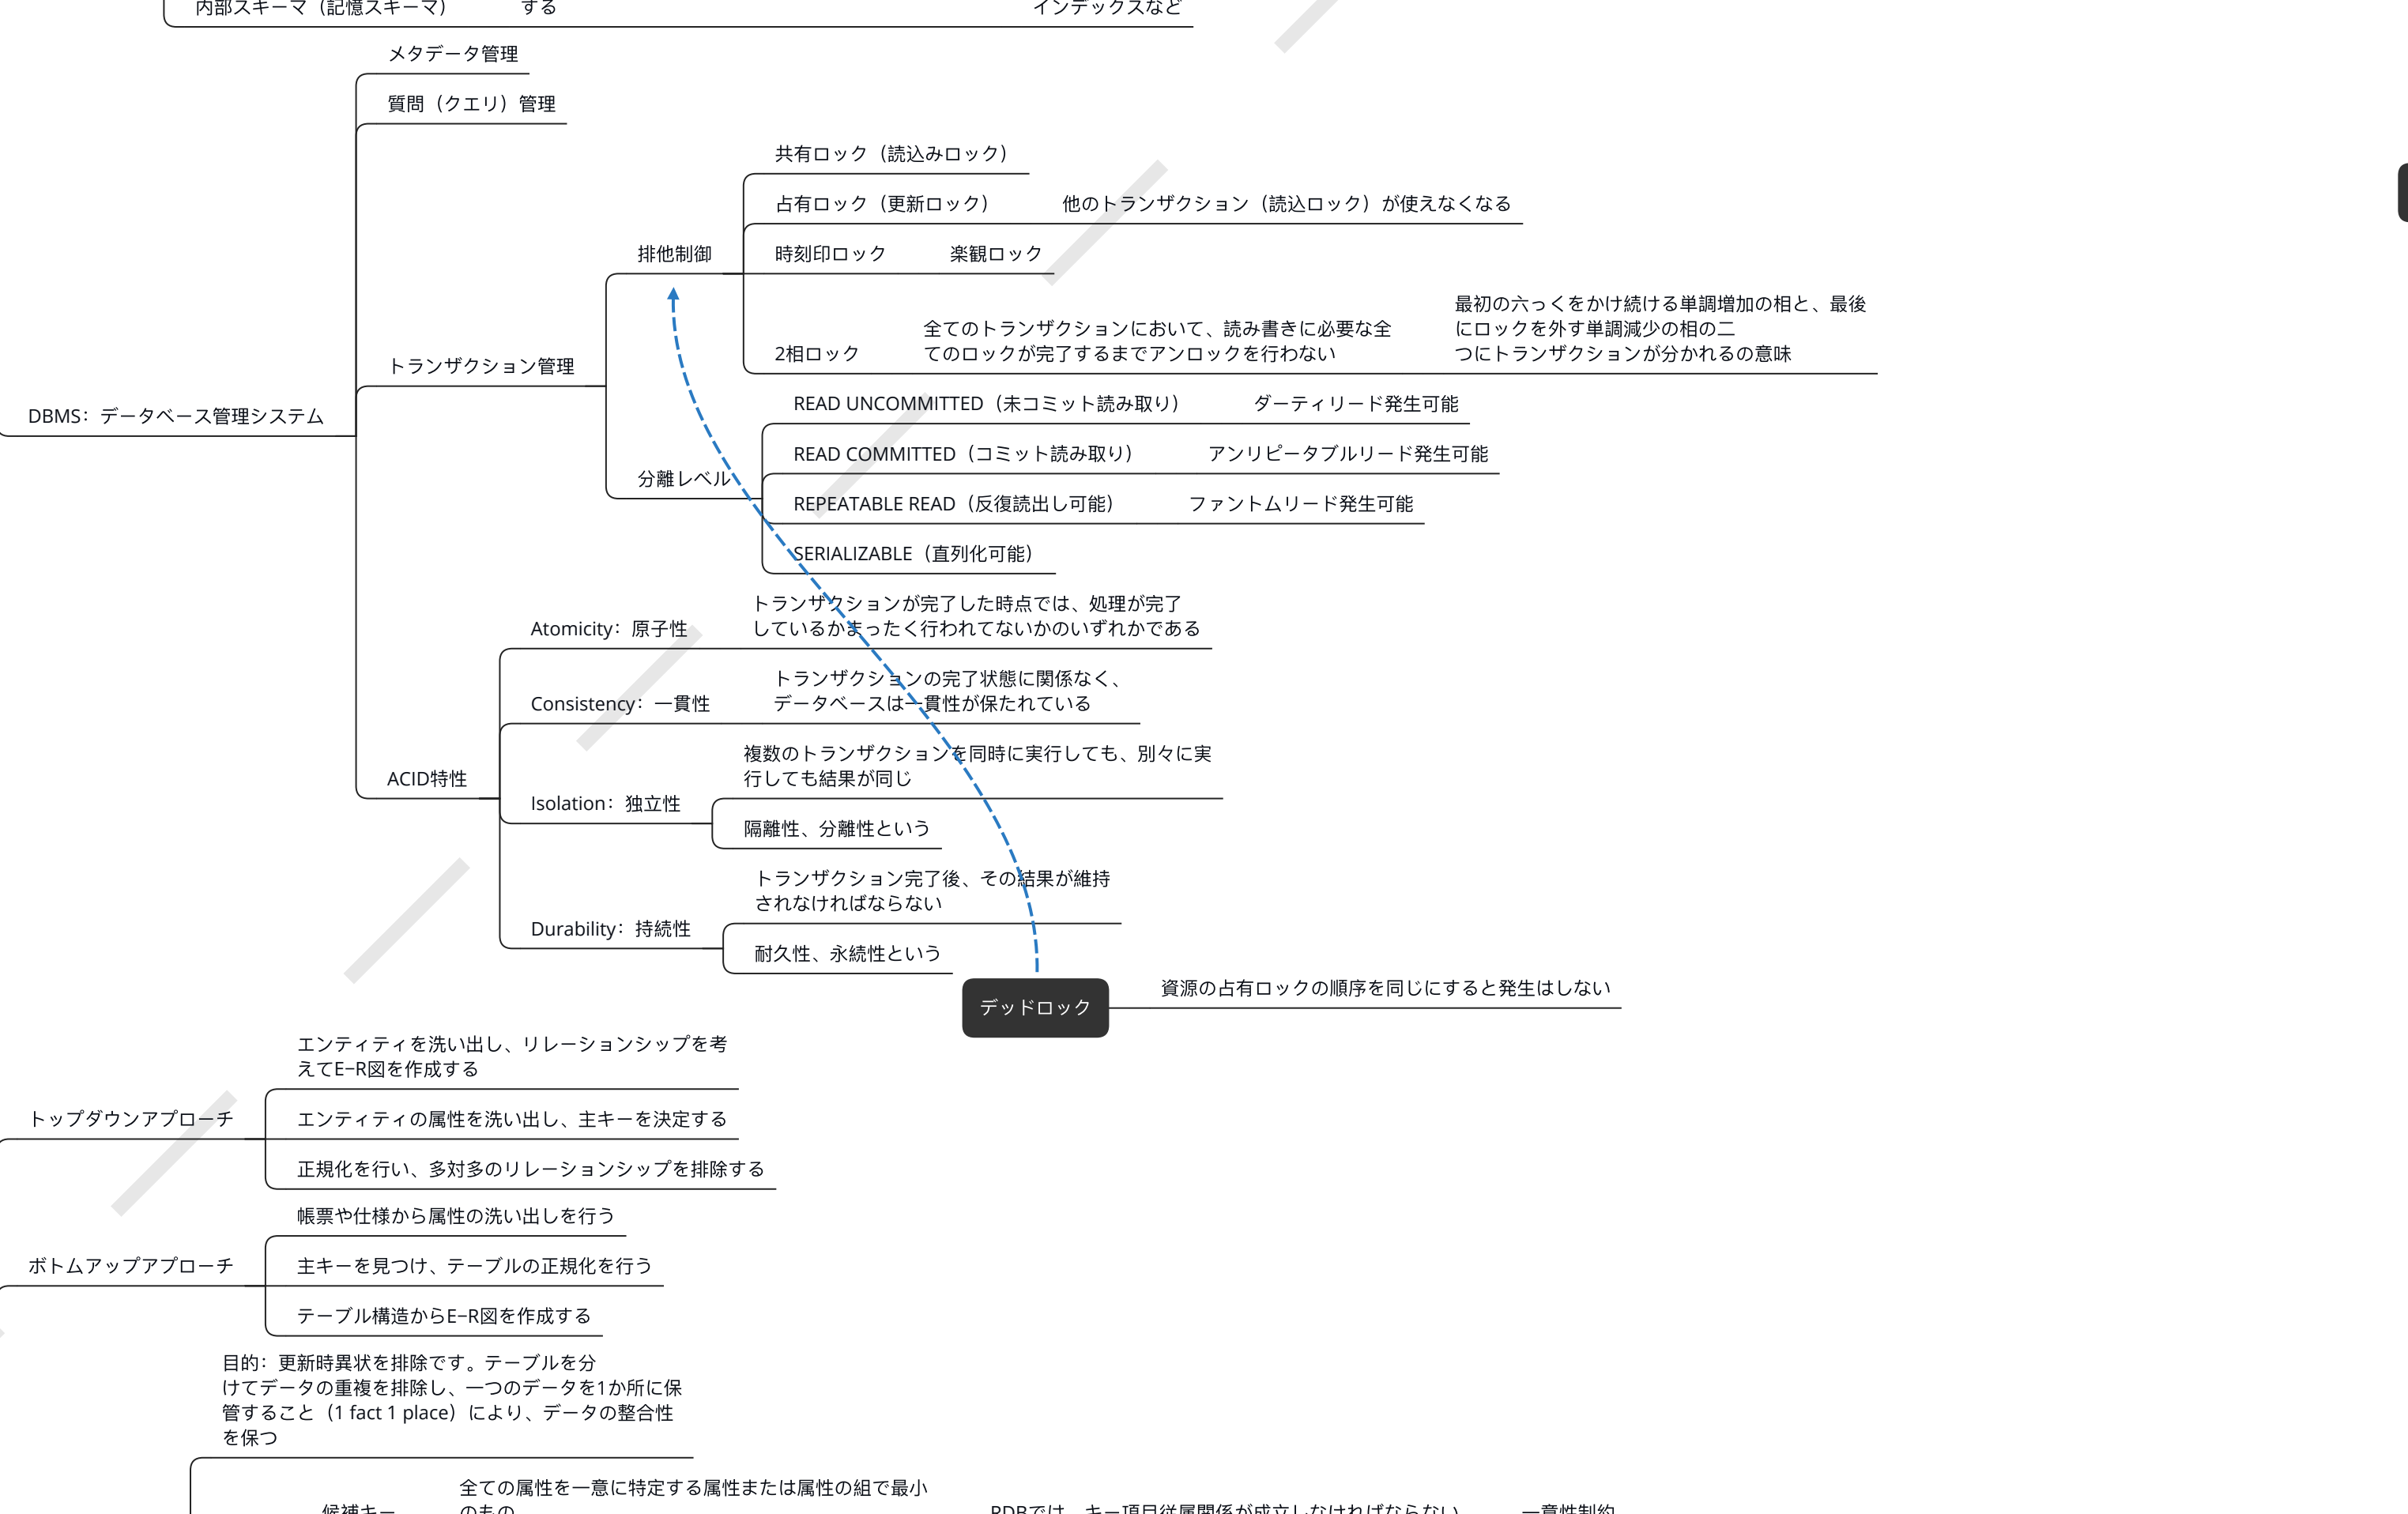 内部スキーマ（記憶スキーマ）
する
インデックスなど
メタデータ管理
質問（クエリ）管理
共有ロック（読込みロック）
占有ロック（更新ロック）
他のトランザクション（読込ロック）が使えなくなる
排他制御
時刻印ロック
楽観ロック
2相ロック
全てのトランザクションにおいて、読み書きに必要な全
てのロックが完了するまでアンロックを行わない
最初の六っくをかけ続ける単調増加の相と、最後
にロックを外す単調減少の相の二
つにトランザクションが分かれるの意味
トランザクション管理
DBMS：データベース管理システム
READ UNCOMMITTED（未コミット読み取り）
ダーティリード発生可能
READ COMMITTED（コミット読み取り）
アンリピータブルリード発生可能
分離レベル
REPEATABLE READ（反復読出し可能）
ファントムリード発生可能
SERIALIZABLE（直列化可能）
Atomicity：原子性
トランザクションが完了した時点では、処理が完了
しているかまったく行われてないかのいずれかである
Consistency：一貫性
トランザクションの完了状態に関係なく、
データベースは一貫性が保たれている
ACID特性
複数のトランザクションを同時に実行しても、別々に実
行しても結果が同じ
Isolation：独立性
隔離性、分離性という
トランザクション完了後、その結果が維持
されなければならない
Durability：持続性
耐久性、永続性という
デッドロック
資源の占有ロックの順序を同じにすると発生はしない
エンティティを洗い出し、リレーションシップを考
えてE-R図を作成する
トップダウンアプローチ
エンティティの属性を洗い出し、主キーを決定する
正規化を行い、多対多のリレーションシップを排除する
帳票や仕様から属性の洗い出しを行う
ボトムアップアプローチ
主キーを見つけ、テーブルの正規化を行う
テーブル構造からE-R図を作成する
目的：更新時異状を排除です。テーブルを分
けてデータの重複を排除し、一つのデータを1か所に保
管すること（1 fact 1 place）により、データの整合性
を保つ
候補キー
全ての属性を一意に特定する属性または属性の組で最小
のもの
RDBでは、キー項目従属関係が成立しなければならない
一意性制約